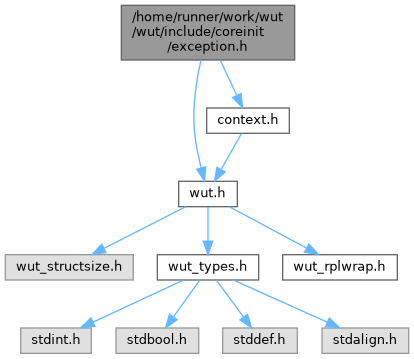 /home/runner/work/wut
/wut/include/coreinit
/exception.h
context.h
wut.h
wut_structsize.h
wut_types.h
wut_rplwrap.h
stdint.h
stdbool.h
stddef.h
stdalign.h